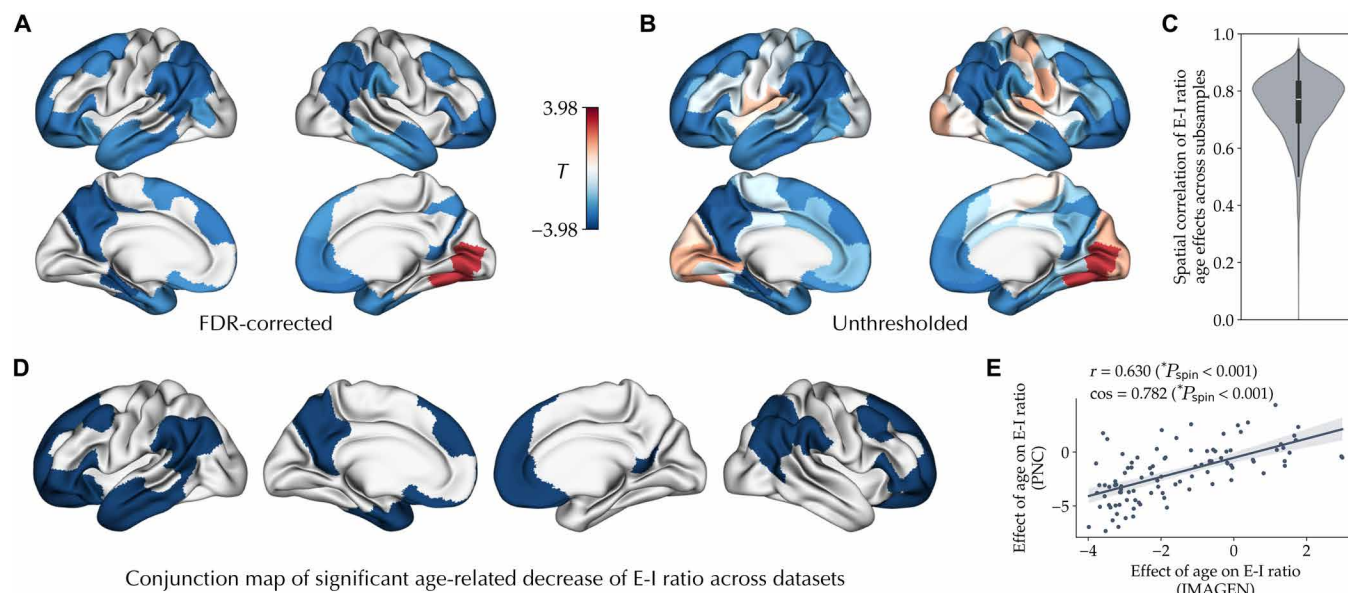 A
B
C
3.98
T
−3.98
FDR-corrected
Unthresholded
Spatial correlation of E-I ratio
age effects across subsamples
1.0
0.8
0.6
0.4
0.2
0.0
D
Conjunction map of significant age-related decrease of E-I ratio across datasets
E
r = 0.630 (*Pspin < 0.001)
cos = 0.782 (*Pspin < 0.001)
Effect of age on E-I ratio
(PNC)
0
−5
−4
−2
0
2
Effect of age on E-I ratio
(IMAGEN)